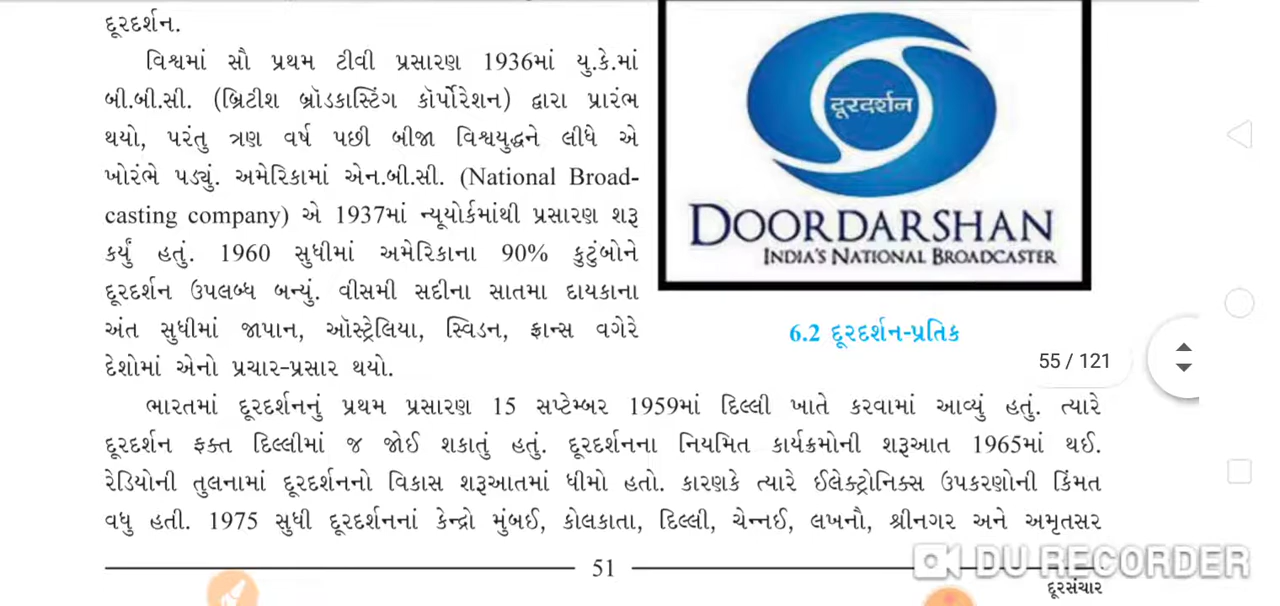 દૂરદર્શન.
વિશ્વમાં સૌ પ્રથમ ટીવી પ્રસારણ 1936માં યુ.કે.માં
બી.બી.સી. (બ્રિટીશ બ્રૉડકાસ્ટિંગ કૉર્પોરેશન) દ્વારા પ્રારંભ
થયો, પરંતુ ત્રણ વર્ષ પછી બીજા વિશ્વયુદ્ધને લીધે એ
ખોરંભે પડ્યું. અમેરિકામાં એન.બી.સી. (National Broad-
casting company) એ 1937માં ન્યૂયોર્કમાંથી પ્રસારણ શરૂ
કર્યું હતું. 1960 સુધીમાં અમેરિકાના 90% કુટુંબોને
દૂરદર્શન ઉપલબ્ધ બન્યું. વીસમી સદીના સાતમા દાયકાના
અંત સુધીમાં જાપાન, ઑસ્ટ્રેલિયા, સ્વિડન, ફ્રાન્સ વગેરે
દેશોમાં એનો પ્રચાર-પ્રસાર થયો.
दूरदर्शन
DOORDARSHAN
INDIA'S NATIONAL BROADCASTER
6.2 દૂરદર્શન-પ્રતિક
55 / 121
ભારતમાં દૂરદર્શનનું પ્રથમ પ્રસારણ 15 સપ્ટેમ્બર 1959માં દિલ્લી ખાતે કરવામાં આવ્યું હતું. ત્યારે
દૂરદર્શન ફક્ત દિલ્લીમાં જ જોઈ શકાતું હતું. દૂરદર્શનના નિયમિત કાર્યક્રમોની શરૂઆત 1965માં થઈ.
રેડિયોની તુલનામાં દૂરદર્શનનો વિકાસ શરૂઆતમાં ધીમો હતો. કારણકે ત્યારે ઈલેક્ટ્રોનિક્સ ઉપકરણોની કિંમત
વધુ હતી. 1975 સુધી દૂરદર્શનનાં કેન્દ્રો મુંબઈ, કોલકાતા, દિલ્લી, ચેન્નઈ, લખનૌ, શ્રીનગર અને અમૃતસર
51
DU RECORDER
દૂરસંચાર